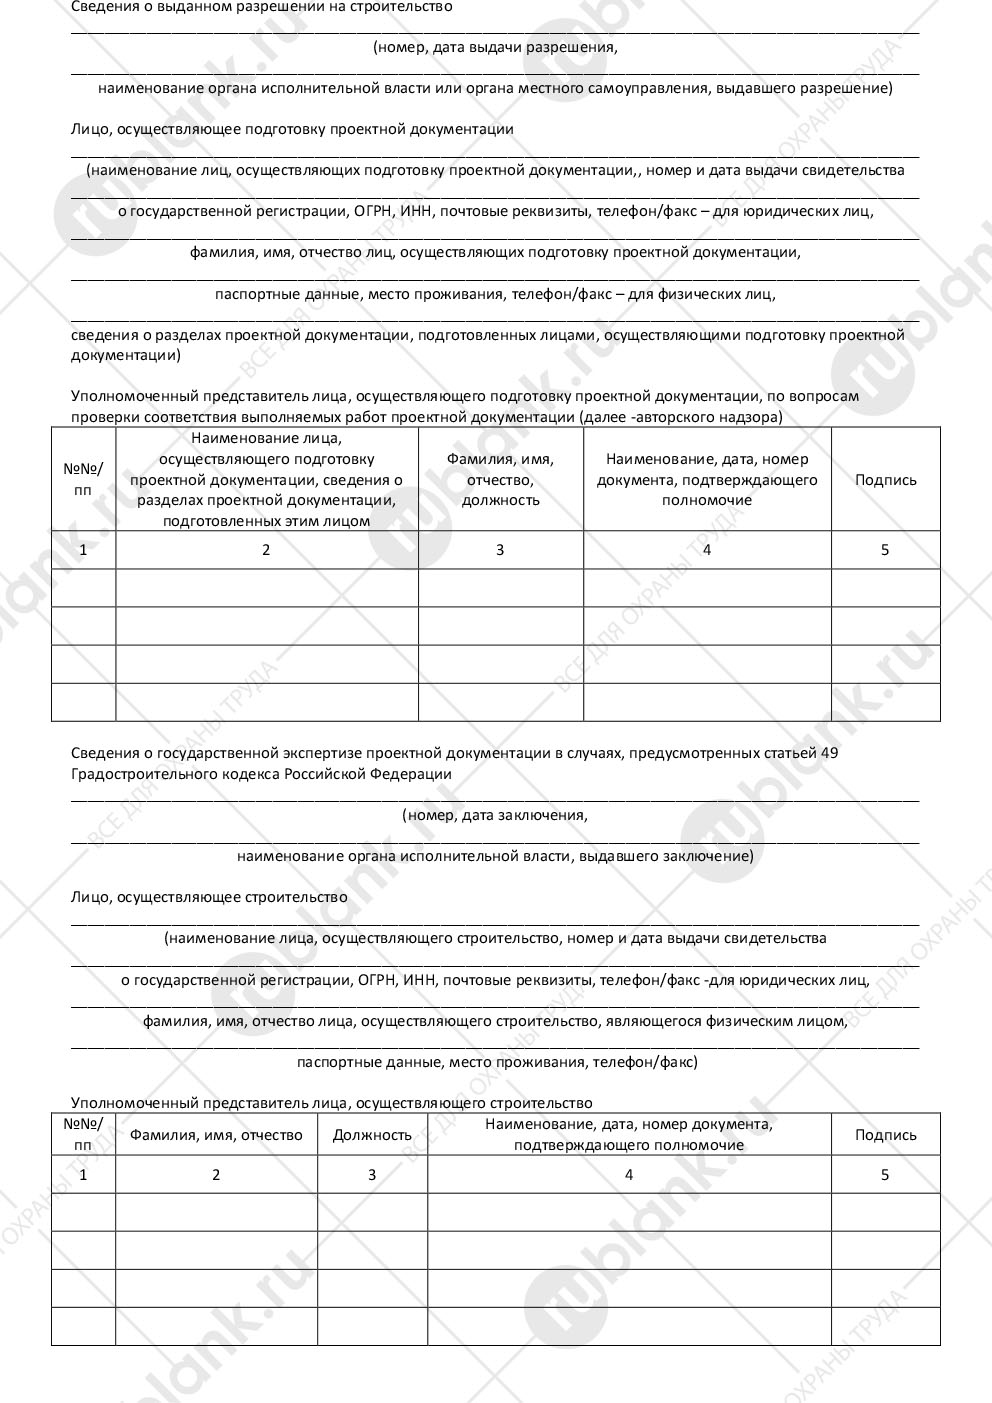 Сведения о выданном разрешении на строительство
(номер, дата выдачи разрешения,
наименование органа исполнительной власти или органа местного самоуправления, выдавшего разрешение)
Лицо, осуществляющее подготовку проектной документации
(наименование лиц, осуществляющих подготовку проектной документации,, номер и дата выдачи свидетельства
о государственной регистрации, ОГРН, ИНН, почтовые реквизиты, телефон/факс – для юридических лиц,
фамилия, имя, отчество лиц, осуществляющих подготовку проектной документации,
паспортные данные, место проживания, телефон/факс – для физических лиц,
сведения о разделах проектной документации, подготовленных лицами, осуществляющими подготовку проектной
документации)
Уполномоченный представитель лица, осуществляющего подготовку проектной документации, по вопросам
проверки соответствия выполняемых работ проектной документации (далее -авторского надзора)
№№/
пп
Наименование лица,
осуществляющего подготовку
проектной документации, сведения о
разделах проектной документации,
подготовленных этим лицом
Фамилия, имя,
отчество,
должность
Наименование, дата, номер
документа, подтверждающего
полномочие
Подпись
1 2 3 4 5
Сведения о государственной экспертизе проектной документации в случаях, предусмотренных статьей 49
Градостроительного кодекса Российской Федерации
(номер, дата заключения,
наименование органа исполнительной власти, выдавшего заключение)
Лицо, осуществляющее строительство
(наименование лица, осуществляющего строительство, номер и дата выдачи свидетельства
о государственной регистрации, ОГРН, ИНН, почтовые реквизиты, телефон/факс -для юридических лиц,
фамилия, имя, отчество лица, осуществляющего строительство, являющегося физическим лицом,
паспортные данные, место проживания, телефон/факс)
Уполномоченный представитель лица, осуществляющего строительство
№№/
пп
Фамилия, имя, отчество
Должность
Наименование, дата, номер документа,
подтверждающего полномочие
Подпись
1 2 3 4 5
rublank.ru
ВСЕ ДЛЯ ОХРАНЫ ТРУДА